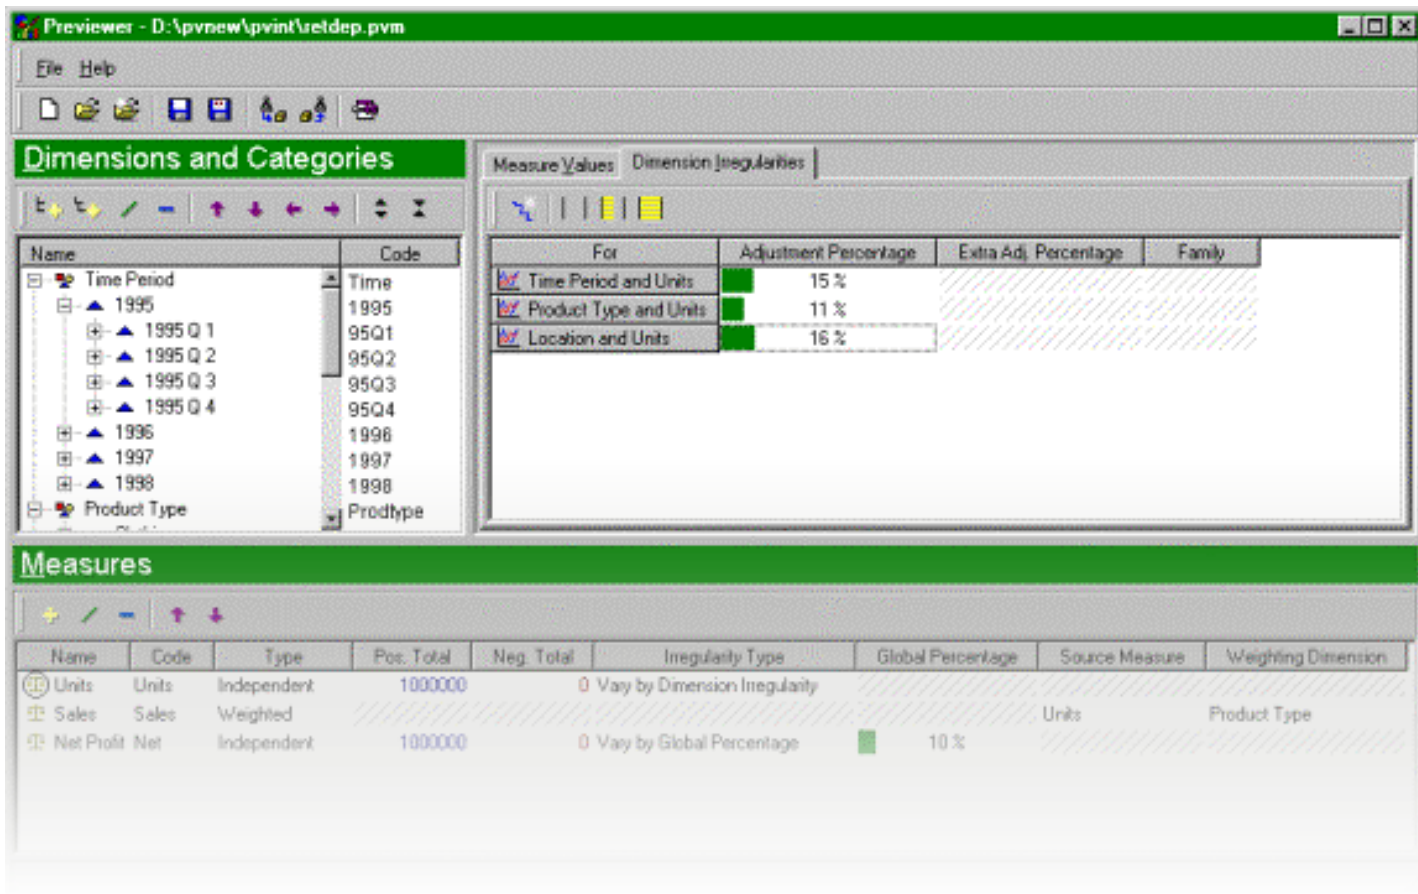 Previewer - D:\pvnew\pvint\retdep.pvm
File Help
Dimensions and Categories
Name Code
Time Period Time
1995 1995
1995 Q 1 95Q1
1995 Q 2 95Q2
1995 Q 3 95Q3
1995 Q 4 95Q4
1996 1996
1997 1997
1998 1998
Product Type Prodtype
Measure Values Dimension Irregularities
For Adjustment Percentage Extra Adj. Percentage Family
Time Period and Units 15 %
Product Type and Units 11 %
Location and Units 16 %
Measures
Name Code Type Pos. Total Neg. Total Irregularity Type Global Percentage Source Measure Weighting Dimension
Units Units Independent 1000000 0 Vary by Dimension Irregularity
Sales Sales Weighted Units Product Type
Net Profit Net Independent 1000000 0 Vary by Global Percentage 10 %